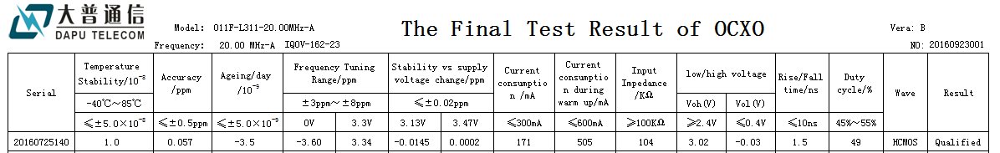 大普通信
DAPU TELECOM
The Final Test Result of OCXO
Model: 011F-L311-20.00MHz-A
Vera: B
Frequency: 20.00 MHz-A IQOV-162-23
NO: 20160923001
Serial
Temperature
Stability/10⁻⁸
-40℃~85℃
≤±5.0×10⁻⁸
Accuracy
/ppm
≤±0.5ppm
Ageing/day
/10⁻⁹
≤±5.0×10⁻⁹
Frequency Tuning
Range/ppm
±3ppm~±8ppm
0V 3.3V
Stability vs supply
voltage change/ppm
≤±0.02ppm
3.13V 3.47V
Current
consumptio
n /mA
≤300mA
Current
consumptio
n during
warm up/mA
≤600mA
Input
Impedance
/KΩ
≥100KΩ
low/high voltage
Voh(V) Vol(V)
≥2.4V ≤0.4V
Rise/Fall
time/ns
≤10ns
Duty
cycle/%
45%~55%
Wave
Result
20160725140 1.0 0.057 -3.5 -3.60 3.34 -0.0145 0.0002 171 505 104 3.02 -0.03 1.5 49 HCMOS Qualified